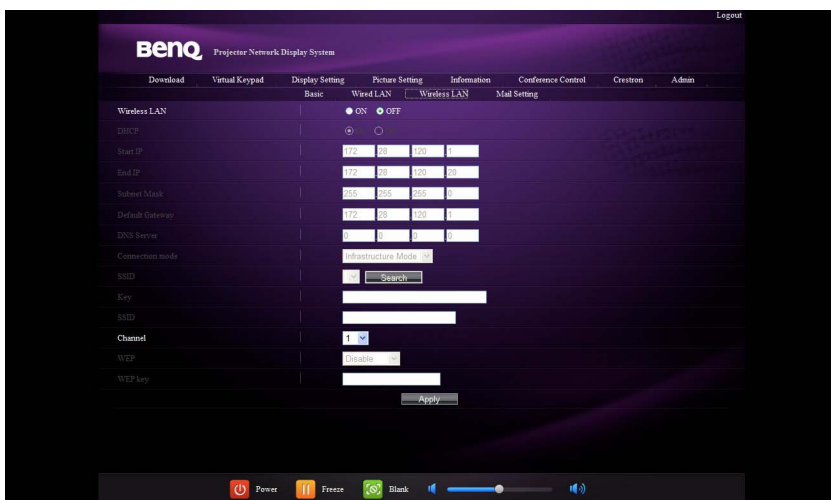 Logout
BenQ Projector Network Display System
Download Virtual Keypad Display Setting Picture Setting Information Conference Control Crestron Admin
Basic Wired LAN Wireless LAN Mail Setting
Wireless LAN ON OFF
DHCP
Start IP 172 .28 .120 .1
End IP 172 .28 .120 .20
Subnet Mask 255 .255 .255 .0
Default Gateway 172 .28 .120 .1
DNS Server 0 .0 .0 .0
Connection mode Infrastructure Mode
SSID Search
Key
SSID
Channel 1
WEP Disable
WEP key
Apply
Power Freeze Blank